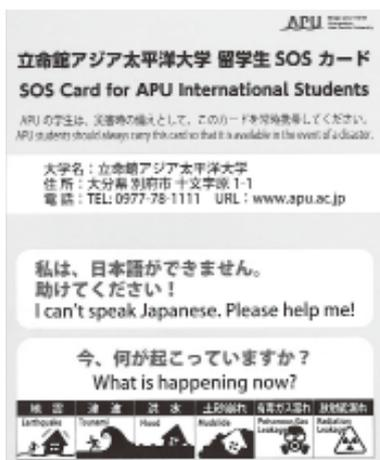 APU
立命館アジア太平洋大学 留学生 SOS カード
SOS Card for APU International Students
APU の学生は、災害時の備えとして、このカードを常時携帯してください。
APU students should always carry this card so that it is available in the event of a disaster.
大学名：立命館アジア太平洋大学
住所：大分県別府市十文字原 1-1
電話：TEL: 0977-78-1111 URL：www.apu.ac.jp
私は、日本語ができません。
助けてください！
I can't speak Japanese. Please help me!
今、何が起こっていますか？
What is happening now?
地震 津波 洪水 土砂崩れ 有毒ガス漏れ 放射能漏れ
Earthquake Tsunami Flood Mudslide Poisonous Gas Leakage Radiation Leakage